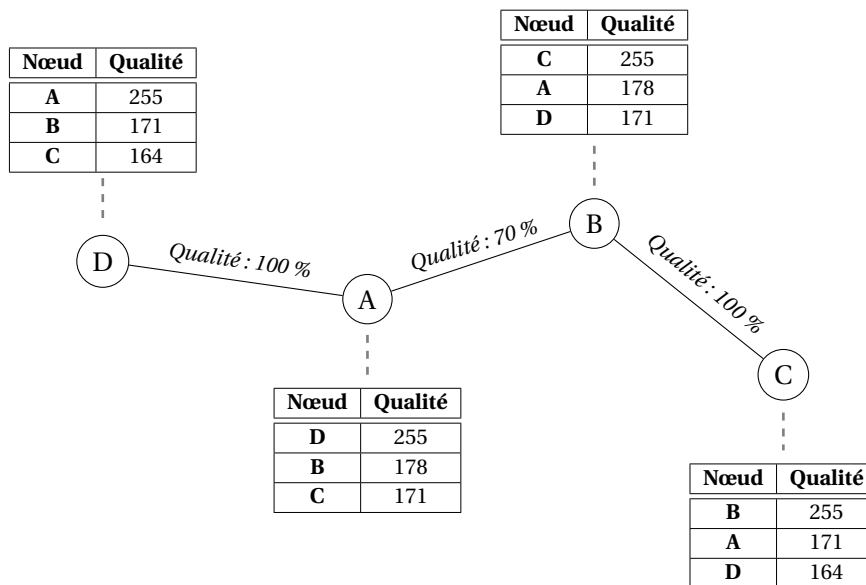 Nœud Qualité
C 255
A 178
D 171
Nœud Qualité
A 255
B 171
C 164
D
Qualité : 100 %
A
Qualité : 70 %
B
Qualité : 100 %
C
Nœud Qualité
D 255
B 178
C 171
Nœud Qualité
B 255
A 171
D 164